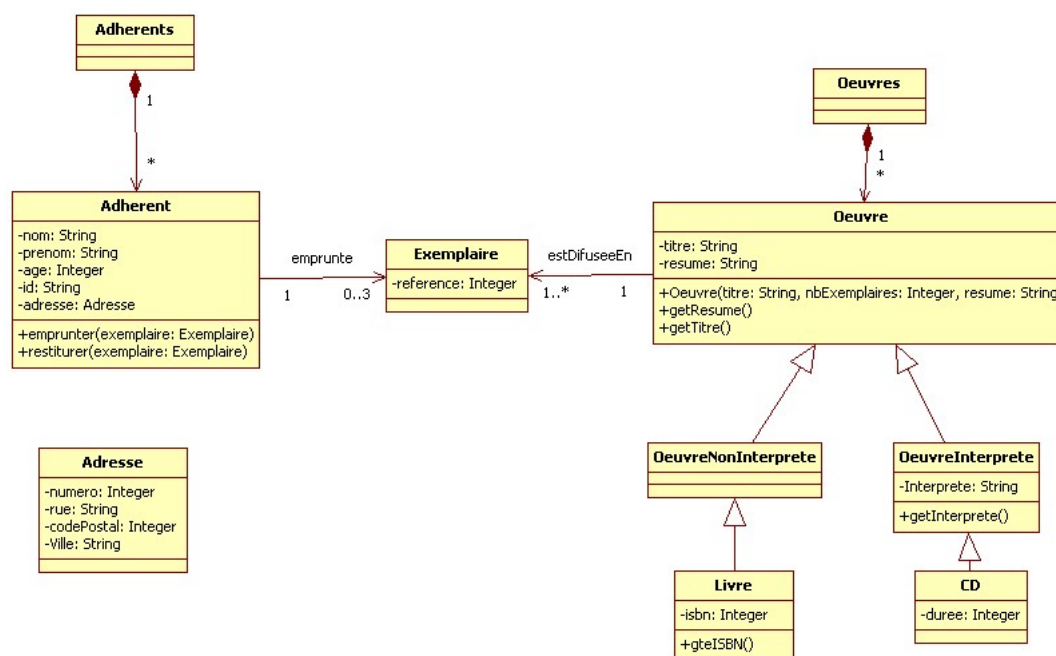 Adherents
1
*
Adherent
-nom: String
-prenom: String
-age: Integer
-id: String
-adresse: Adresse
+emprunter(exemplaire: Exemplaire)
+restiturer(exemplaire: Exemplaire)
emprunte
1
0..3
Exemplaire
-reference: Integer
estDifuseeEn
1..*
1
Oeuvres
1
*
Oeuvre
-titre: String
-resume: String
+Oeuvre(titre: String, nbExemplaires: Integer, resume: String
+getResume()
+getTitre()
Adresse
-numero: Integer
-rue: String
-codePostal: Integer
-Ville: String
OeuvreNonInterprete
OeuvreInterprete
-Interprete: String
+getInterprete()
Livre
-isbn: Integer
+gteISBN()
CD
-duree: Integer